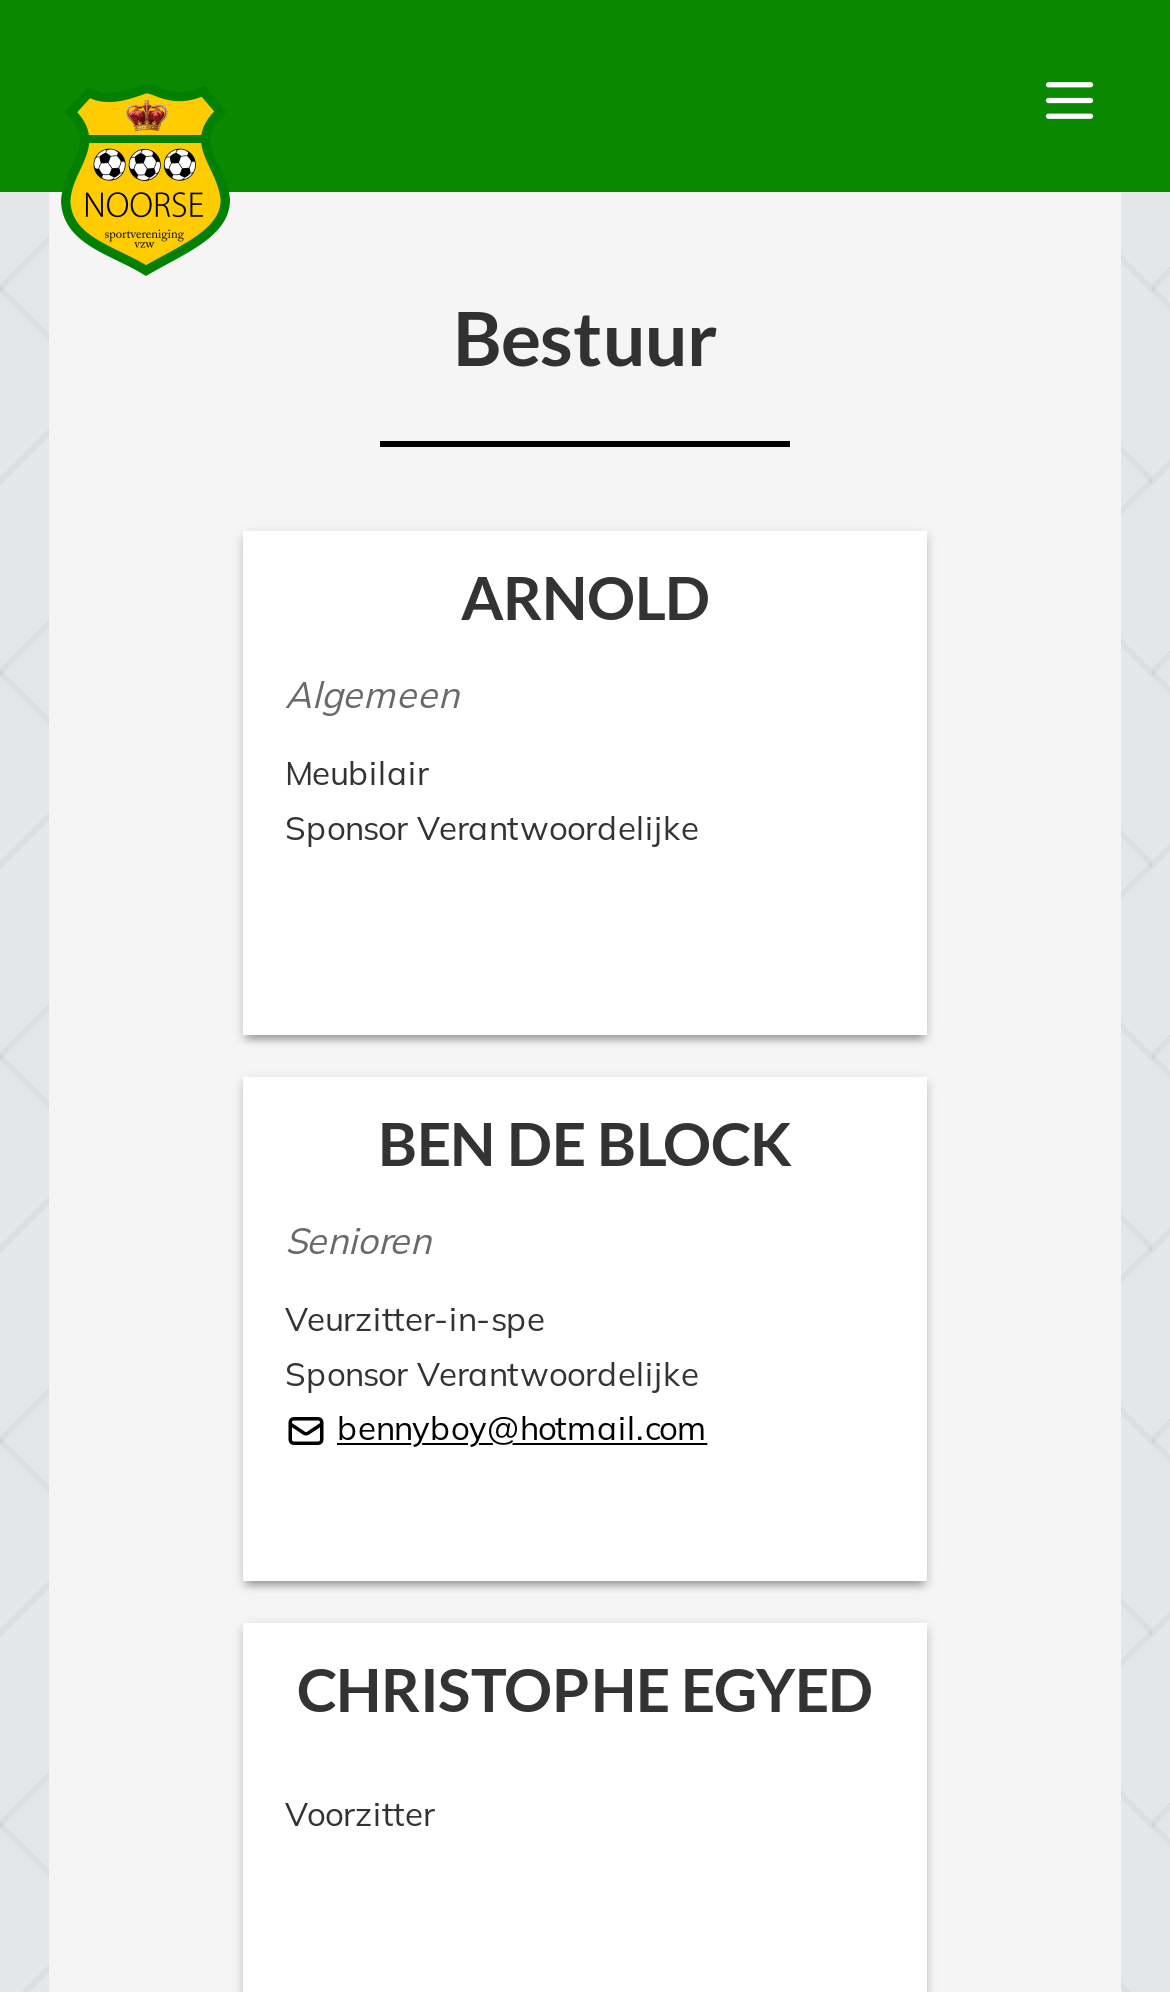 NOORSE
sportvereniging
vzw
Bestuur
ARNOLD
Algemeen
Meubilair
Sponsor Verantwoordelijke
BEN DE BLOCK
Senioren
Veurzitter-in-spe
Sponsor Verantwoordelijke
bennyboy@hotmail.com
CHRISTOPHE EGYED
Voorzitter